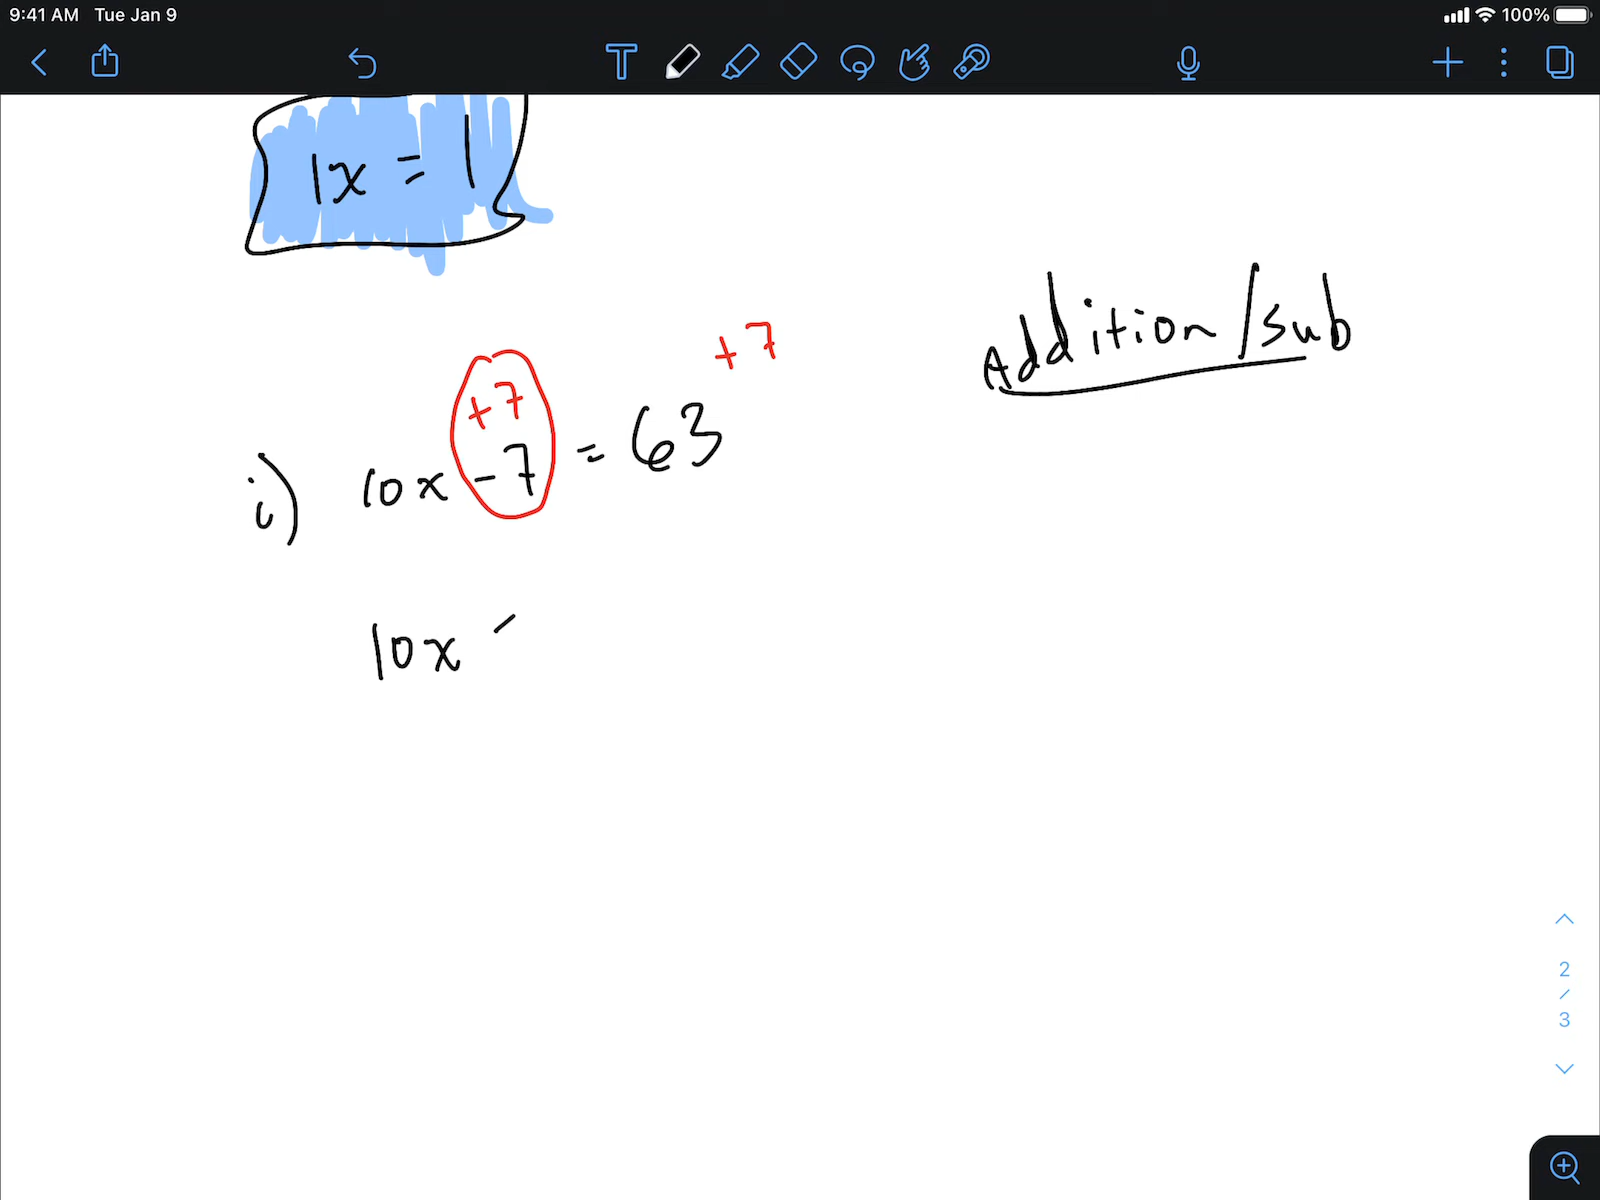 9:41 AM Tue Jan 9
100%
1x = 1
Addition/sub
+7
+7
i) 10x - 7 = 63
10x -
2
/
3